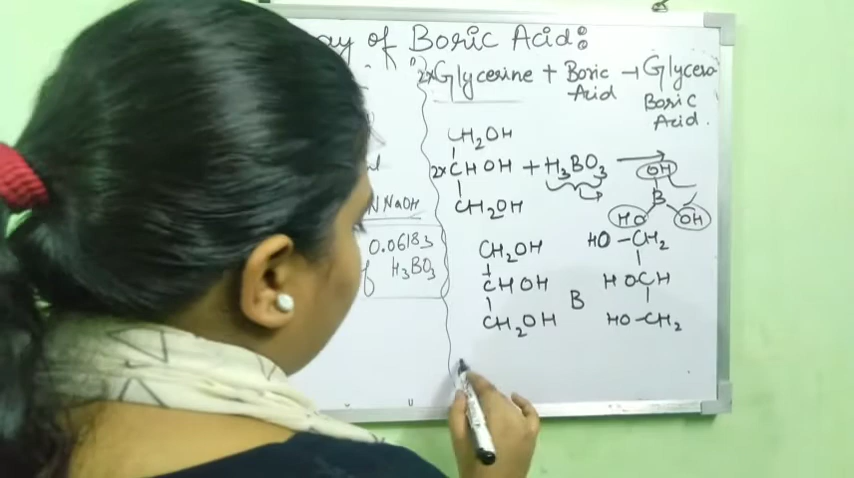 ay of Boric Acid:
2x Glycerine + Boric Acid → Glycero Boric Acid.
CH2OH
2x CHOH + H3BO3 →
CH2OH
OH
B
HO OH
N NaOH
0.06183
H3BO3
CH2OH
CHOH
CH2OH
B
HO-CH2
HOCH
HO-CH2